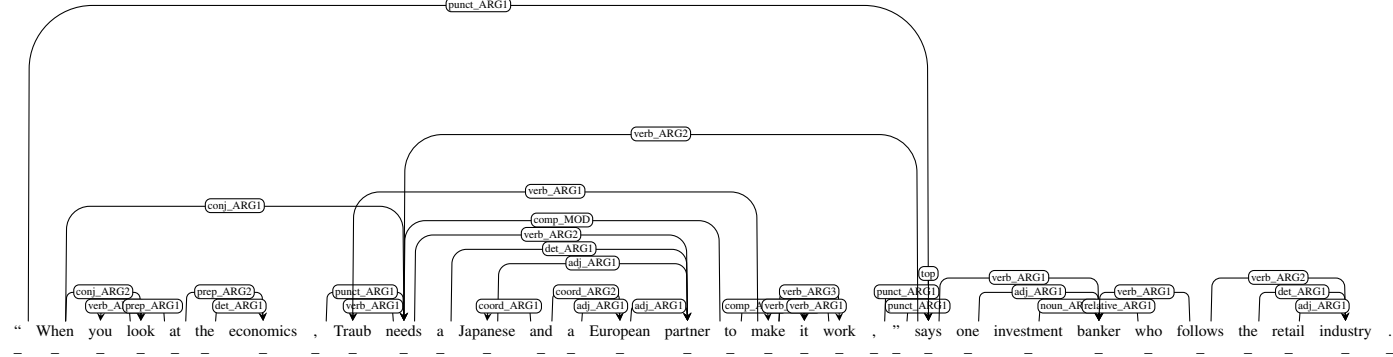 punct_ARG1
verb_ARG2
verb_ARG1
conj_ARG1
comp_MOD
verb_ARG2
det_ARG1
adj_ARG1
top
conj_ARG2 prep_ARG2 punct_ARG1 coord_ARG2 verb_ARG3 punct_ARG1 verb_ARG1 adj_ARG1 verb_ARG1 verb_ARG2 det_ARG1
prep_ARG1 det_ARG1 verb_ARG1 coord_ARG1 adj_ARG1 adj_ARG1 verb_ARG1 punct_ARG1 relative_ARG1 adj_ARG1
“ When you look at the economics , Traub needs a Japanese and a European partner to make it work , ” says one investment banker who follows the retail industry .
_ _ _ _ _ _ _ _ _ _ _ _ _ _ _ _ _ _ _ _ _ _ _ _ _ _ _ _ _ _ _ _ _